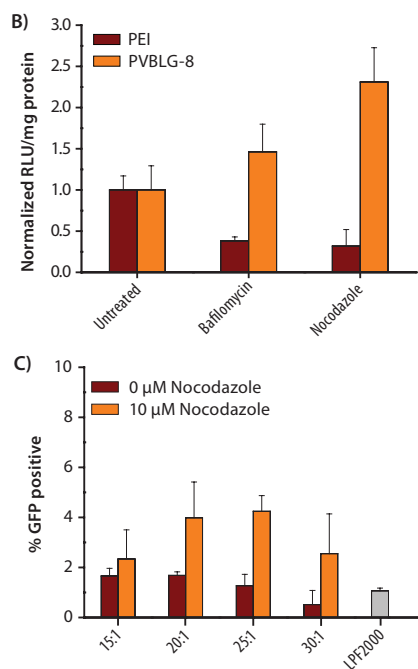 B)
PEI
PVBLG-8
Normalized RLU/mg protein
3.0
2.5
2.0
1.5
1.0
0.5
0.0
Untreated
Bafilomycin
Nocodazole
C)
0 µM Nocodazole
10 µM Nocodazole
% GFP positive
10
8
6
4
2
0
15:1
20:1
25:1
30:1
LPF2000